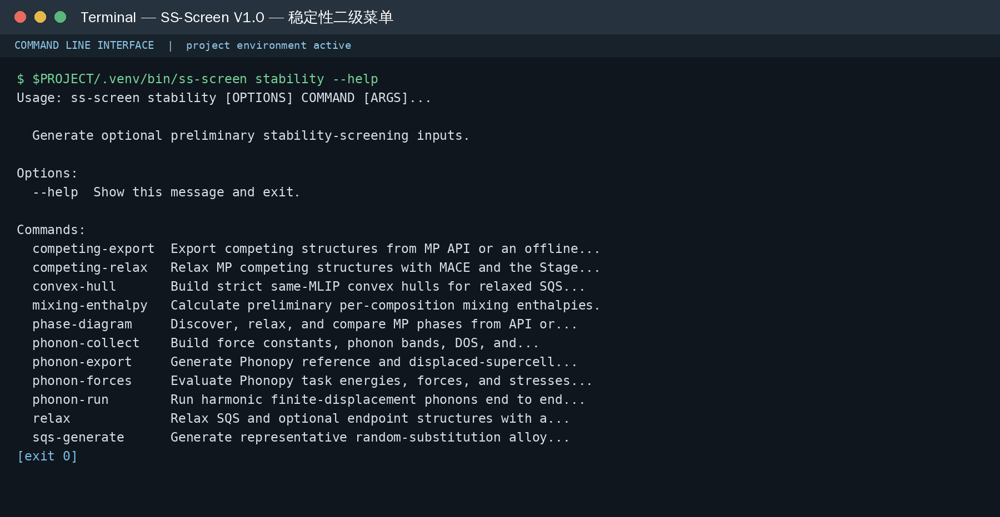 Terminal — SS-Screen V1.0 — 稳定性二级菜单
COMMAND LINE INTERFACE | project environment active
$ $PROJECT/.venv/bin/ss-screen stability --help
Usage: ss-screen stability [OPTIONS] COMMAND [ARGS]...
Generate optional preliminary stability-screening inputs.
Options:
--help  Show this message and exit.
Commands:
competing-export  Export competing structures from MP API or an offline...
competing-relax   Relax MP competing structures with MACE and the Stage...
convex-hull       Build strict same-MLIP convex hulls for relaxed SQS...
mixing-enthalpy   Calculate preliminary per-composition mixing enthalpies.
phase-diagram     Discover, relax, and compare MP phases from API or...
phonon-collect    Build force constants, phonon bands, DOS, and...
phonon-export     Generate Phonopy reference and displaced-supercell...
phonon-forces     Evaluate Phonopy task energies, forces, and stresses...
phonon-run        Run harmonic finite-displacement phonons end to end...
relax             Relax SQS and optional endpoint structures with a...
sqs-generate      Generate representative random-substitution alloy...
[exit 0]